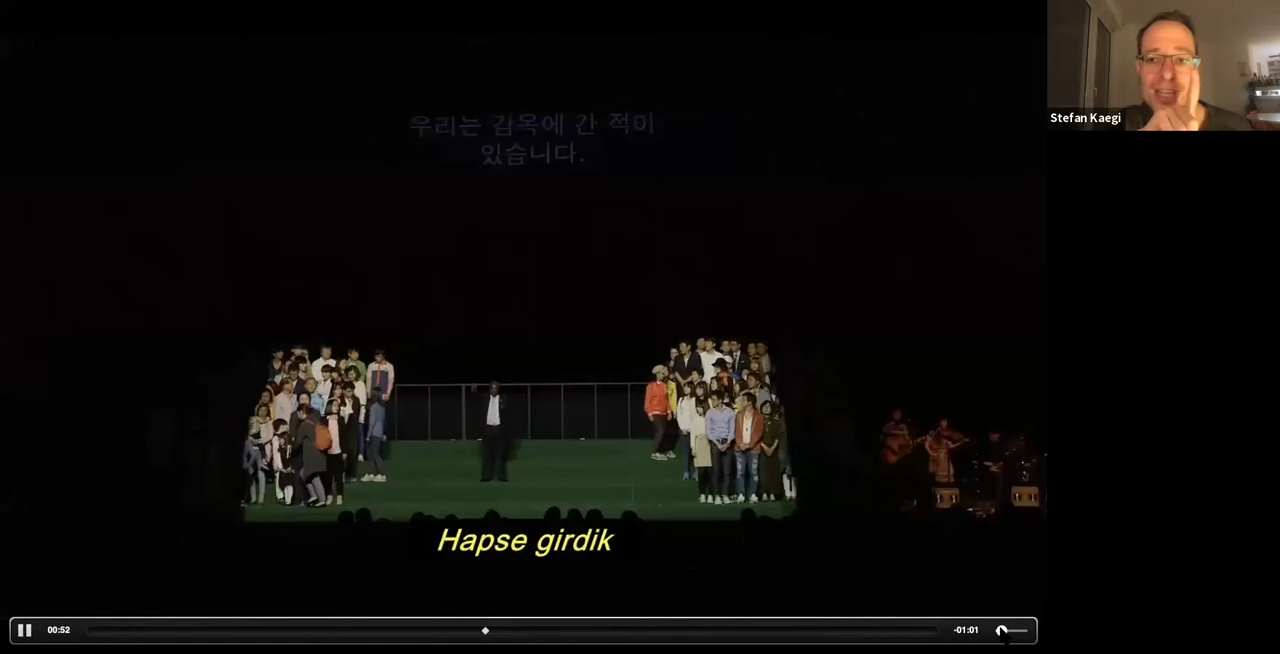 Stefan Kaegi
우리는 감옥에 간 적이
있습니다.
Hapse girdik
00:52
-01:01